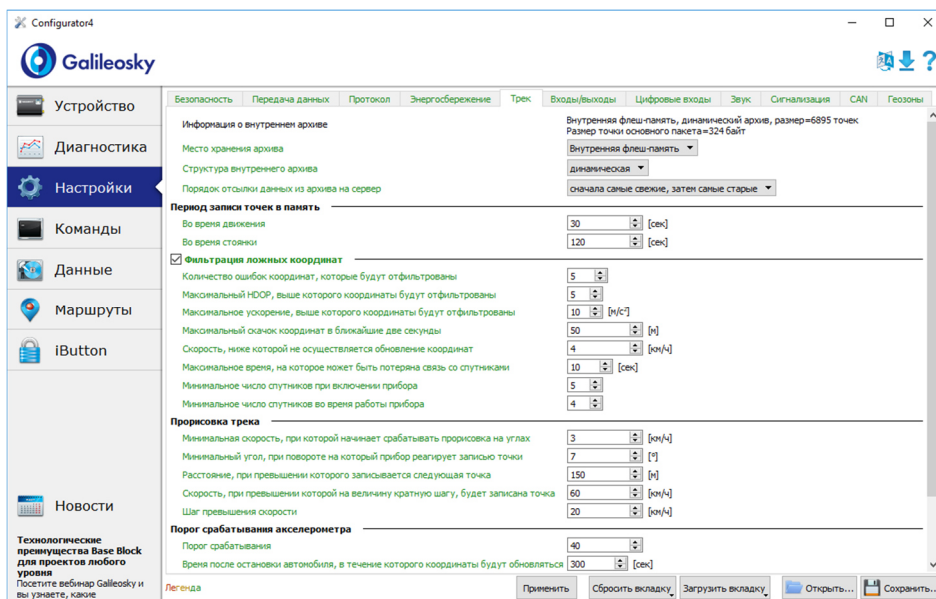 Configurator4
Galileosky
Устройство
Диагностика
Настройки
Команды
Данные
Маршруты
iButton
Новости
Технологические
преимущества Base Block
для проектов любого
уровня
Посетите вебинар Galileosky и
вы узнаете, какие
Безопасность Передача данных Протокол Энергосбережение Трек Входы/выходы Цифровые входы Звук Сигнализация CAN Геозоны
Информация о внутреннем архиве Внутренняя флеш-память, динамический архив, размер=6895 точек
Размер точки основного пакета=324 байт
Место хранения архива Внутренняя флеш-память
Структура внутреннего архива динамическая
Порядок отсылки данных из архива на сервер сначала самые свежие, затем самые старые
Период записи точек в память
Во время движения 30 [сек]
Во время стоянки 120 [сек]
Фильтрация ложных координат
Количество ошибок координат, которые будут отфильтрованы 5
Максимальный HDOP, выше которого координаты будут отфильтрованы 5
Максимальное ускорение, выше которого координаты будут отфильтрованы 10 [м/с²]
Максимальный скачок координат в ближайшие две секунды 50 [м]
Скорость, ниже которой не осуществляется обновление координат 4 [км/ч]
Максимальное время, на которое может быть потеряна связь со спутниками 10 [сек]
Минимальное число спутников при включении прибора 5
Минимальное число спутников во время работы прибора 4
Прорисовка трека
Минимальная скорость, при которой начинает срабатывать прорисовка на углах 3 [км/ч]
Минимальный угол, при повороте на который прибор реагирует записью точки 7 [°]
Расстояние, при превышении которого записывается следующая точка 150 [м]
Скорость, при превышении которой на величину кратную шагу, будет записана точка 60 [км/ч]
Шаг превышения скорости 20 [км/ч]
Порог срабатывания акселерометра
Порог срабатывания 40
Время после остановки автомобиля, в течение которого координаты будут обновляться 300 [сек]
Легенда Применить Сбросить вкладку Загрузить вкладку Открыть... Сохранить...